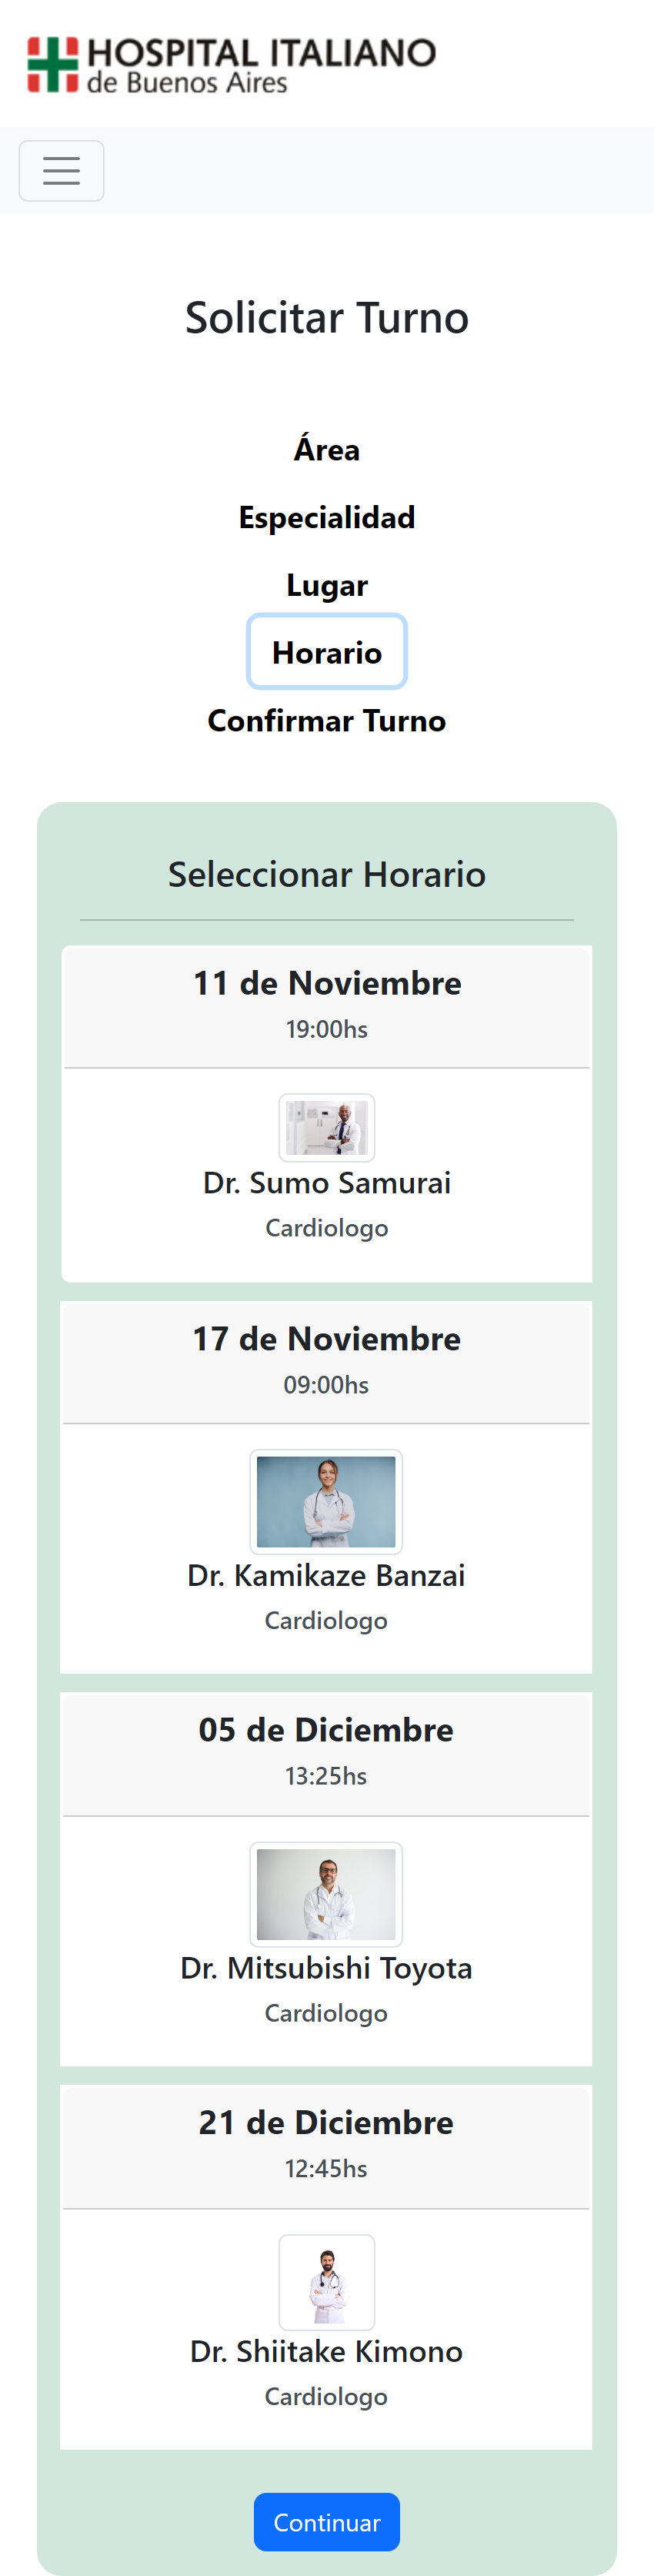 HOSPITAL ITALIANO
de Buenos Aires
Solicitar Turno
Área
Especialidad
Lugar
Horario
Confirmar Turno
Seleccionar Horario
11 de Noviembre
19:00hs
Dr. Sumo Samurai
Cardiologo
17 de Noviembre
09:00hs
Dr. Kamikaze Banzai
Cardiologo
05 de Diciembre
13:25hs
Dr. Mitsubishi Toyota
Cardiologo
21 de Diciembre
12:45hs
Dr. Shiitake Kimono
Cardiologo
Continuar